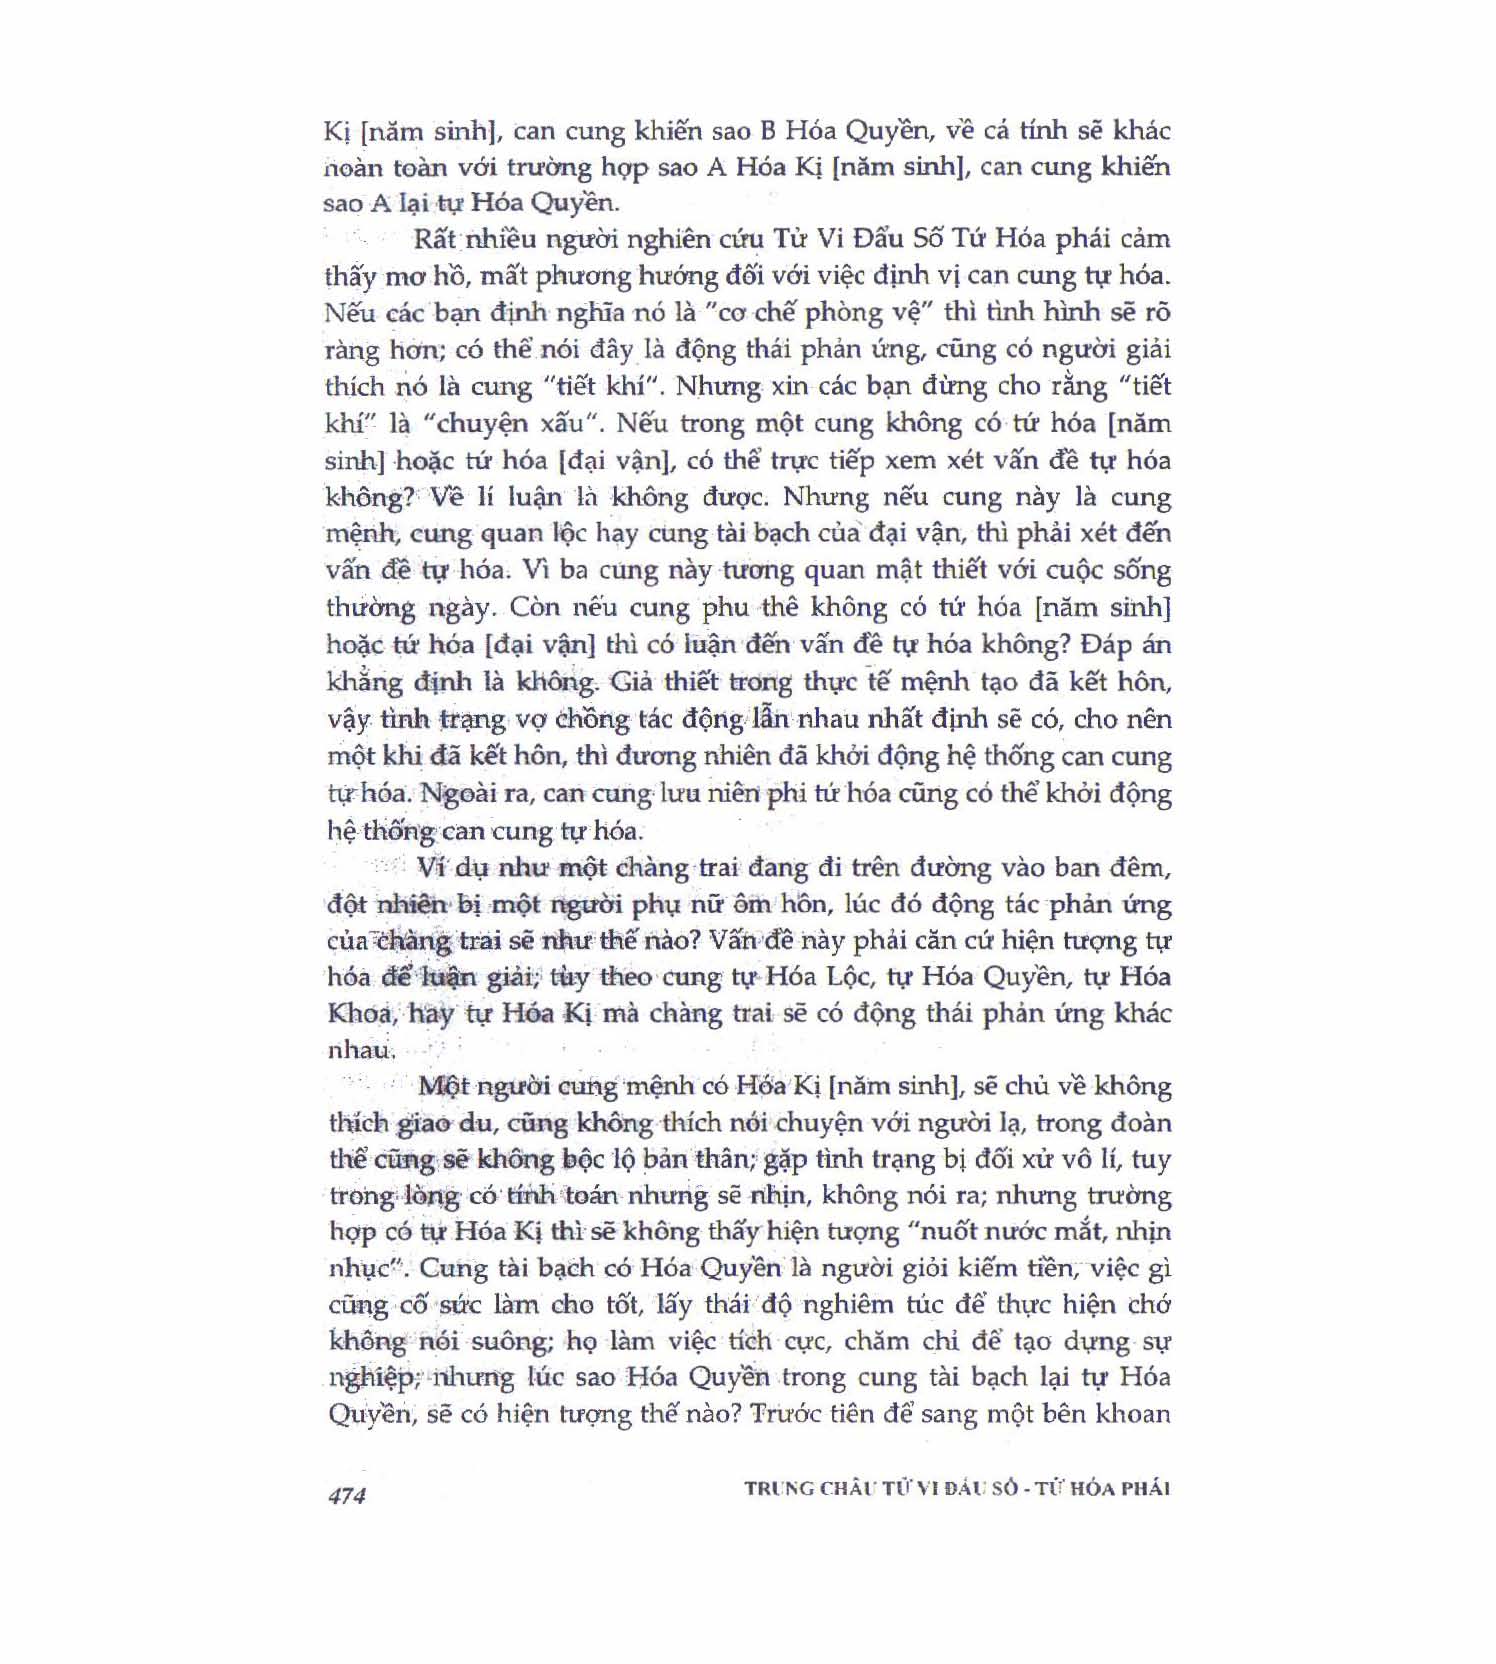 Kị [năm sinh], can cung khiến sao B Hóa Quyền, về cá tính sẽ khác
hoàn toàn với trường hợp sao A Hóa Kị [năm sinh], can cung khiến
sao A lại tự Hóa Quyền.
Rất nhiều người nghiên cứu Tử Vi Đẩu Số Tứ Hóa phái cảm
thấy mơ hồ, mất phương hướng đối với việc định vị can cung tự hóa.
Nếu các bạn định nghĩa nó là "cơ chế phòng vệ" thì tình hình sẽ rõ
ràng hơn; có thể nói đây là động thái phản ứng, cũng có người giải
thích nó là cung "tiết khí". Nhưng xin các bạn đừng cho rằng "tiết
khí" là "chuyện xấu". Nếu trong một cung không có tứ hóa [năm
sinh] hoặc tứ hóa [đại vận], có thể trực tiếp xem xét vấn đề tự hóa
không? Về lí luận là không được. Nhưng nếu cung này là cung
mệnh, cung quan lộc hay cung tài bạch của đại vận, thì phải xét đến
vấn đề tự hóa. Vì ba cung này tương quan mật thiết với cuộc sống
thường ngày. Còn nếu cung phu thê không có tứ hóa [năm sinh]
hoặc tứ hóa [đại vận] thì có luận đến vấn đề tự hóa không? Đáp án
khẳng định là không. Giả thiết trong thực tế mệnh tạo đã kết hôn,
vậy tình trạng vợ chồng tác động lẫn nhau nhất định sẽ có, cho nên
một khi đã kết hôn, thì đương nhiên đã khởi động hệ thống can cung
tự hóa. Ngoài ra, can cung lưu niên phi tứ hóa cũng có thể khởi động
hệ thống can cung tự hóa.
Ví dụ như một chàng trai đang đi trên đường vào ban đêm,
đột nhiên bị một người phụ nữ ôm hôn, lúc đó động tác phản ứng
của chàng trai sẽ như thế nào? Vấn đề này phải căn cứ hiện tượng tự
hóa để luận giải; tùy theo cung tự Hóa Lộc, tự Hóa Quyền, tự Hóa
Khoa, hay tự Hóa Kị mà chàng trai sẽ có động thái phản ứng khác
nhau.
Một người cung mệnh có Hóa Kị [năm sinh], sẽ chủ về không
thích giao du, cũng không thích nói chuyện với người lạ, trong đoàn
thể cũng sẽ không bộc lộ bản thân; gặp tình trạng bị đối xử vô lí, tuy
trong lòng có tính toán nhưng sẽ nhịn, không nói ra; nhưng trường
hợp có tự Hóa Kị thì sẽ không thấy hiện tượng "nuốt nước mắt, nhịn
nhục". Cung tài bạch có Hóa Quyền là người giỏi kiếm tiền, việc gì
cũng cố sức làm cho tốt, lấy thái độ nghiêm túc để thực hiện chớ
không nói suông; họ làm việc tích cực, chăm chỉ để tạo dựng sự
nghiệp; nhưng lúc sao Hóa Quyền trong cung tài bạch lại tự Hóa
Quyền, sẽ có hiện tượng thế nào? Trước tiên để sang một bên khoan
474
TRUNG CHÂU TỬ VI ĐẨU SỐ - TỨ HÓA PHÁI